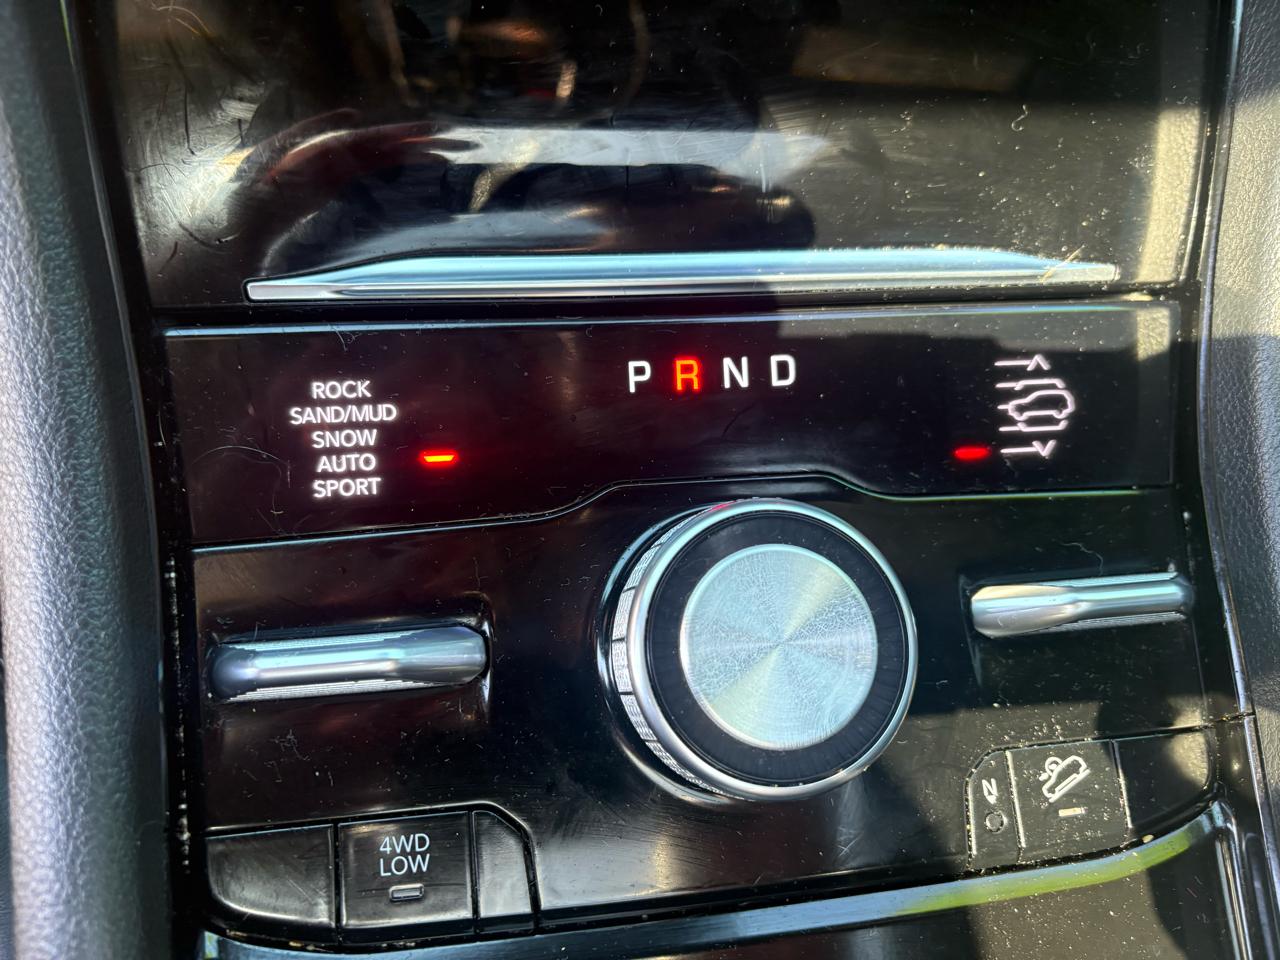 P R N D
ROCK
SAND/MUD
SNOW
AUTO
SPORT
4WD
LOW
N